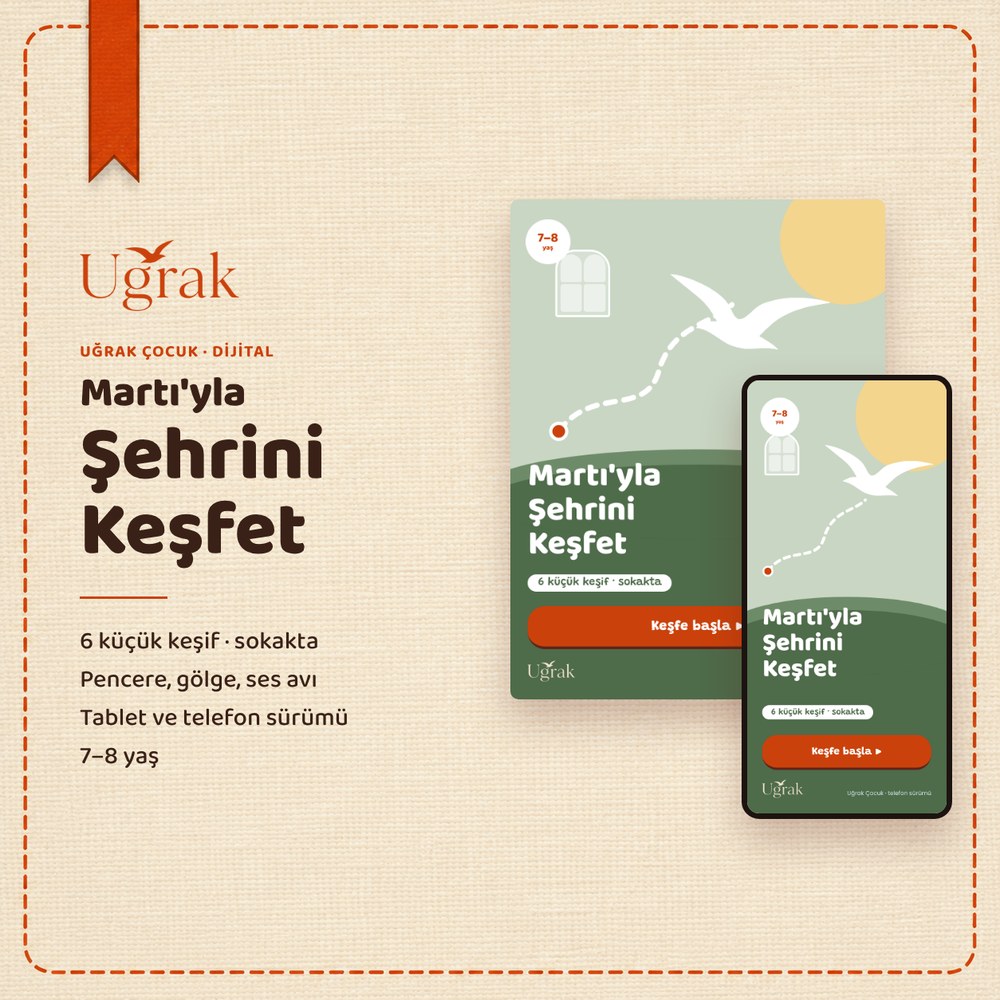 Uğrak
UĞRAK ÇOCUK · DİJİTAL
Martı'yla
Şehrini
Keşfet
6 küçük keşif · sokakta
Pencere, gölge, ses avı
Tablet ve telefon sürümü
7–8 yaş
7–8
yaş
Martı'yla
Şehrini
Keşfet
6 küçük keşif · sokakta
Keşfe başla ▸
Uğrak
7–8
yaş
Martı'yla
Şehrini
Keşfet
6 küçük keşif · sokakta
Keşfe başla ▸
Uğrak
Uğrak Çocuk · telefon sürümü